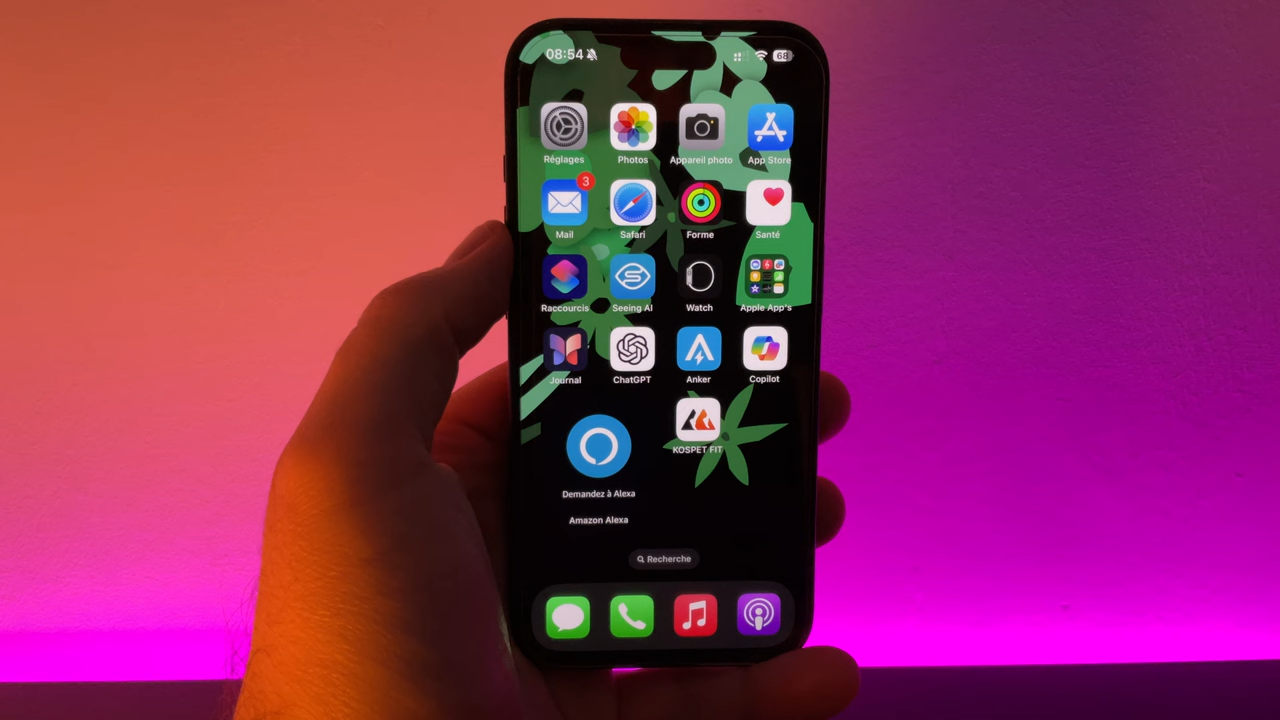 08:54 68
Réglages Photos Appareil photo App Store
3
Mail Safari Forme Santé
Raccourcis Seeing AI Watch Apple App's
Journal ChatGPT Anker Copilot
KOSPET FIT
Demandez à Alexa
Amazon Alexa
Recherche